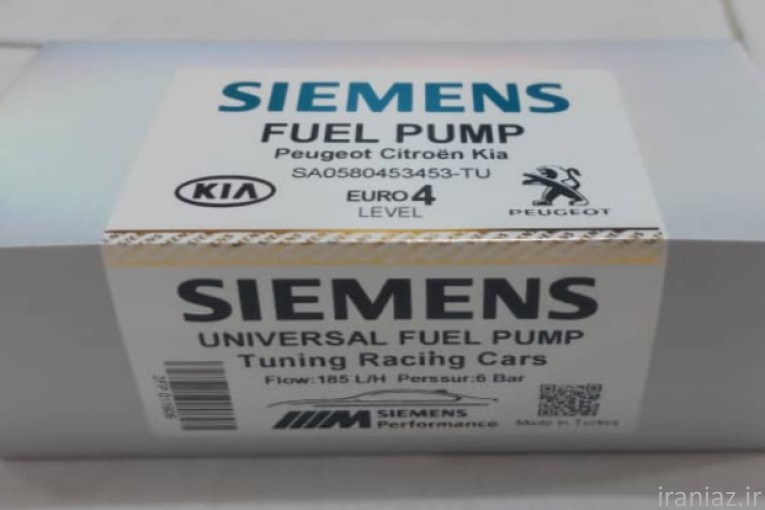 SIEMENS
FUEL PUMP
Peugeot Citroën Kia
SA0580453453-TU
KIA
EURO 4
LEVEL
PEUGEOT
SIEMENS
UNIVERSAL FUEL PUMP
Tuning Racing Cars
Flow:185 L/H Perssur:6 Bar
SIEMENS
Performance
Made in Turkey
iraniaz.ir